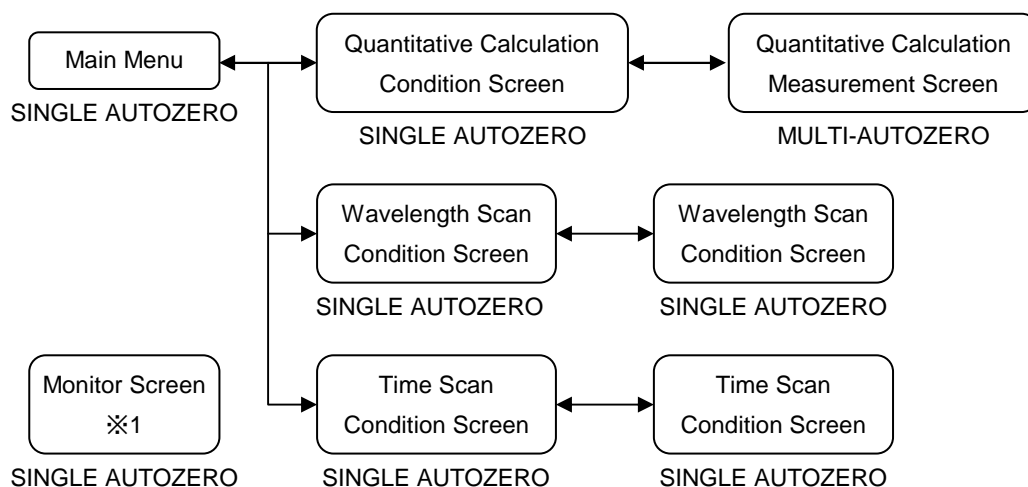 Main Menu
SINGLE AUTOZERO
Quantitative Calculation
Condition Screen
SINGLE AUTOZERO
Quantitative Calculation
Measurement Screen
MULTI-AUTOZERO
Wavelength Scan
Condition Screen
SINGLE AUTOZERO
Wavelength Scan
Condition Screen
SINGLE AUTOZERO
Monitor Screen
※1
SINGLE AUTOZERO
Time Scan
Condition Screen
SINGLE AUTOZERO
Time Scan
Condition Screen
SINGLE AUTOZERO